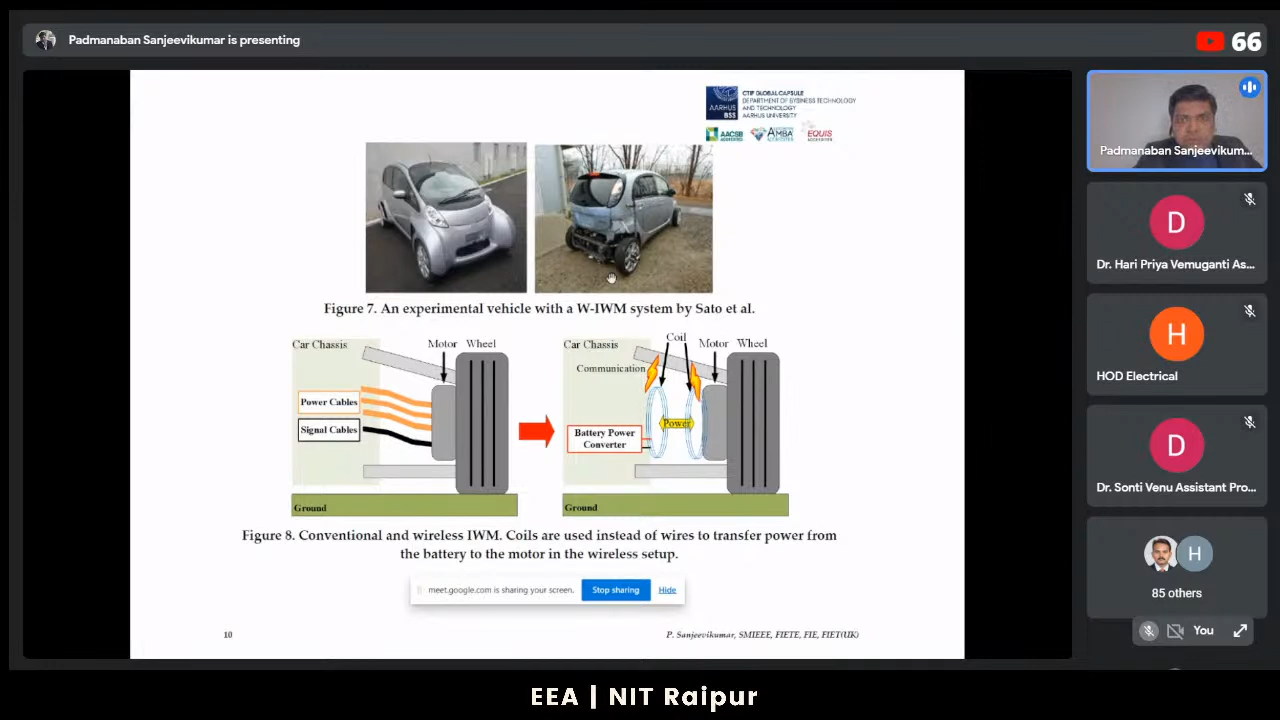 Padmanaban Sanjeevikumar is presenting
66
CTIF GLOBAL CAPSULE
DEPARTMENT OF BUSINESS TECHNOLOGY
AND TECHNOLOGY
AARHUS UNIVERSITY
AARHUS
BSS
AACSB
ACCREDITED
AMBA
ACCREDITED
EQUIS
ACCREDITED
Figure 7. An experimental vehicle with a W-IWM system by Sato et al.
Car Chassis
Motor
Wheel
Power Cables
Signal Cables
Ground
Car Chassis
Coil
Motor
Wheel
Communication
Power
Battery Power
Converter
Ground
Figure 8. Conventional and wireless IWM. Coils are used instead of wires to transfer power from
the battery to the motor in the wireless setup.
meet.google.com is sharing your screen.
Stop sharing
Hide
10
P. Sanjeevikumar, SMIEEE, FIETE, FIE, FIET(UK)
Padmanaban Sanjeevikum...
D
Dr. Hari Priya Vemuganti As...
H
HOD Electrical
D
Dr. Sonti Venu Assistant Pro...
H
85 others
You
EEA | NIT Raipur